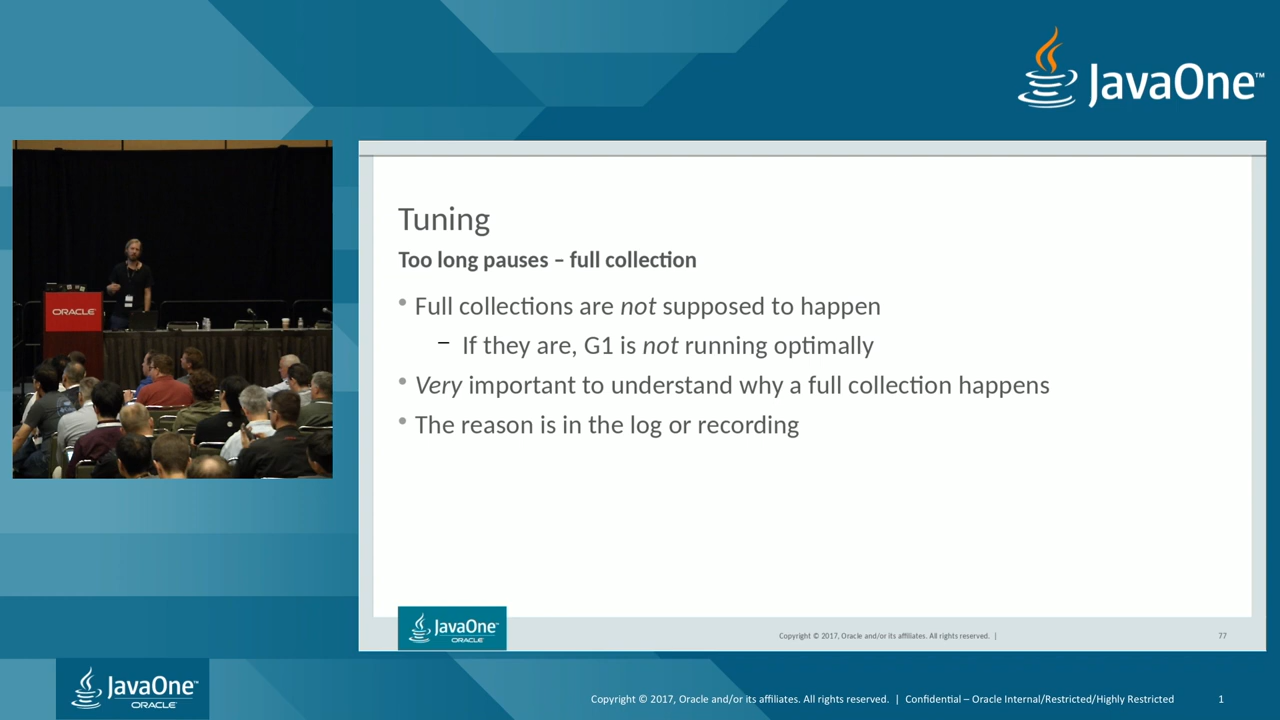 JavaOne™
ORACLE
Tuning
Too long pauses – full collection
• Full collections are not supposed to happen
– If they are, G1 is not running optimally
• Very important to understand why a full collection happens
• The reason is in the log or recording
JavaOne™
ORACLE
Copyright © 2017, Oracle and/or its affiliates. All rights reserved. |
77
JavaOne™
ORACLE
Copyright © 2017, Oracle and/or its affiliates. All rights reserved. | Confidential – Oracle Internal/Restricted/Highly Restricted
1